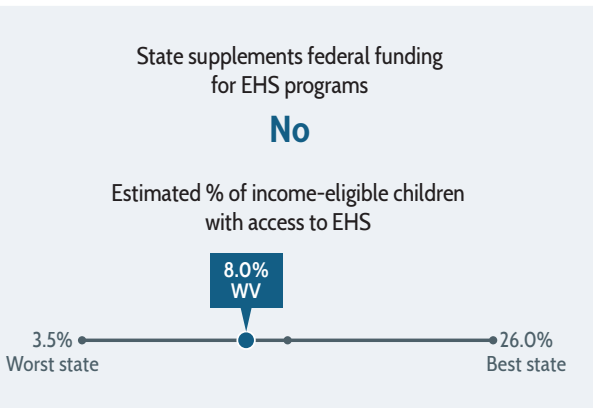 State supplements federal funding
for EHS programs
No
Estimated % of income-eligible children
with access to EHS
8.0%
WV
3.5%
Worst state
26.0%
Best state